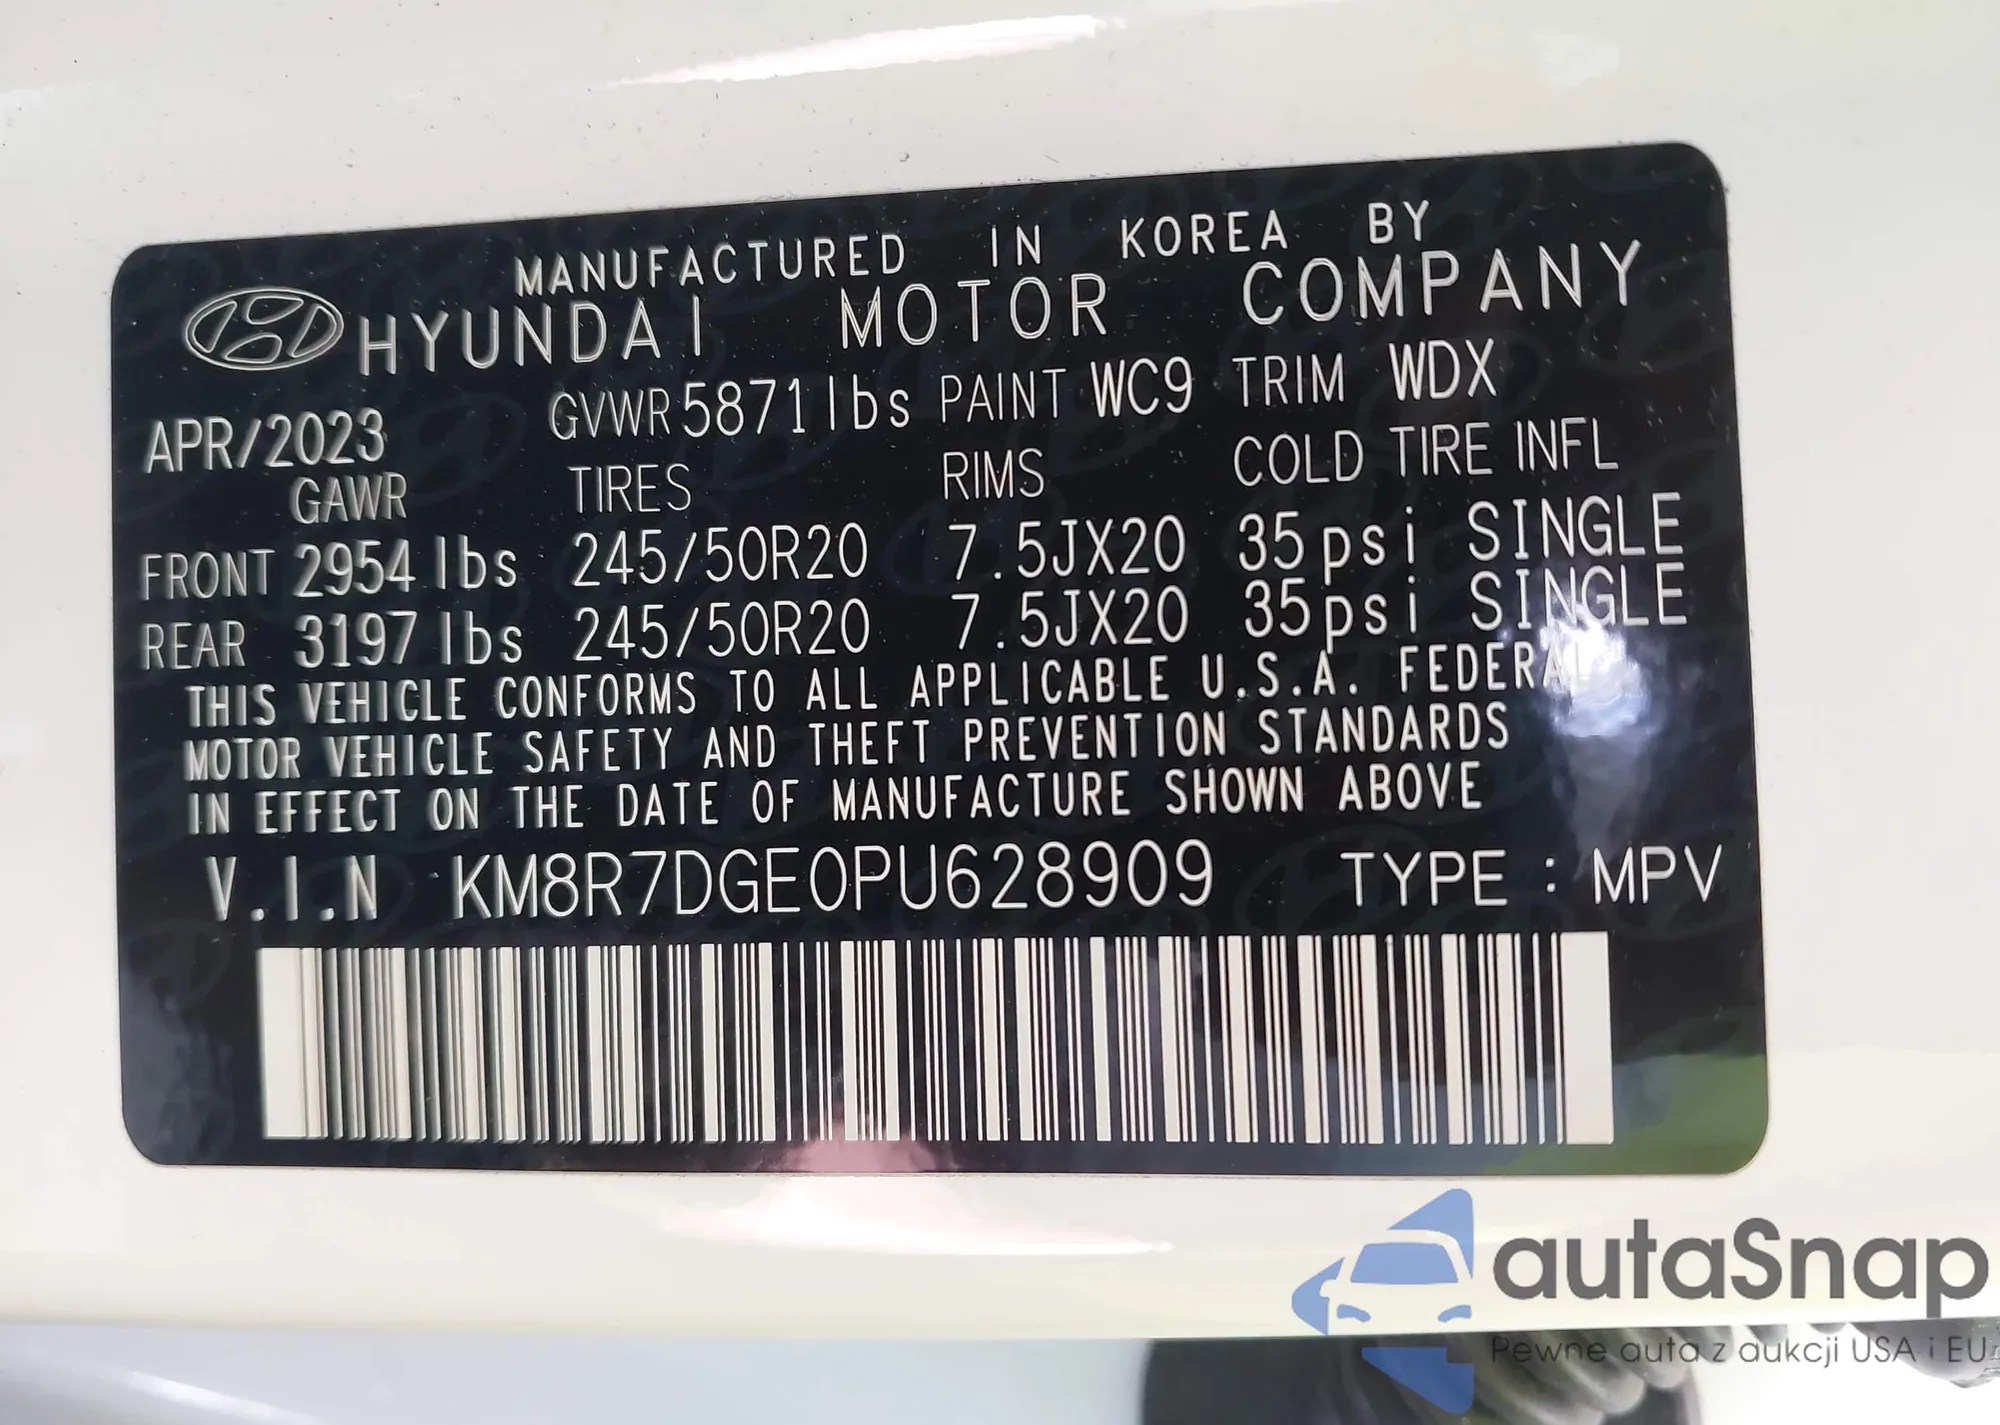 MANUFACTURED IN KOREA BY
HYUNDAI MOTOR COMPANY
APR/2023 GVWR 5871 lbs PAINT WC9 TRIM WDX
GAWR TIRES RIMS COLD TIRE INFL
FRONT 2954 lbs 245/50R20 7.5JX20 35psi SINGLE
REAR 3197 lbs 245/50R20 7.5JX20 35psi SINGLE
THIS VEHICLE CONFORMS TO ALL APPLICABLE U.S.A. FEDERAL
MOTOR VEHICLE SAFETY AND THEFT PREVENTION STANDARDS
IN EFFECT ON THE DATE OF MANUFACTURE SHOWN ABOVE
V.I.N KM8R7DGE0PU628909 TYPE : MPV
autaSnap
Pewne auta z aukcji USA i EU